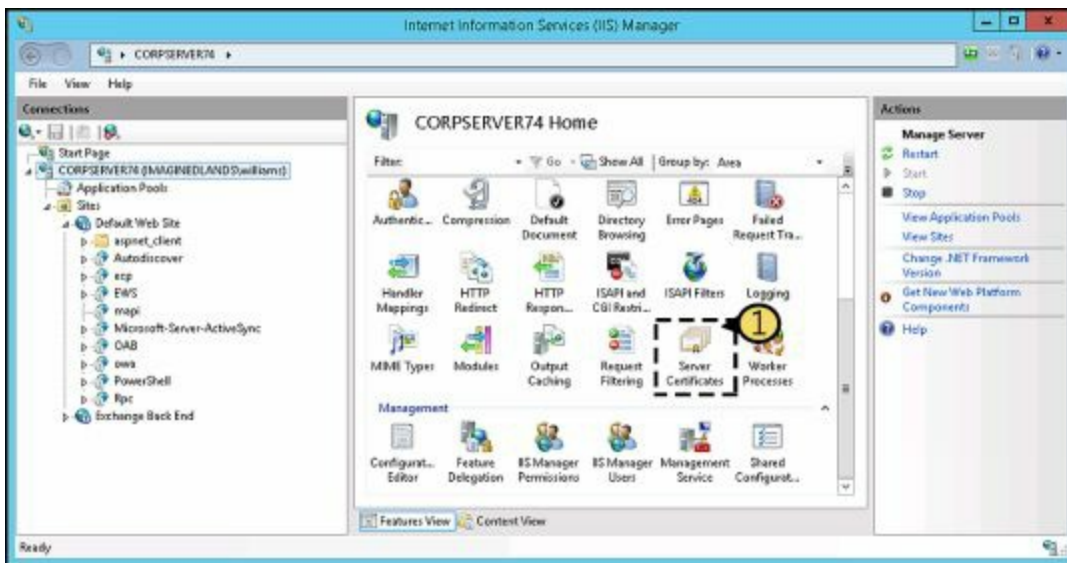 Internet Information Services (IIS) Manager
CORPSERVER74
File View Help
Connections
Start Page
CORPSERVER74 (IMAGINEDLANDS\williams)
Application Pools
Sites
Default Web Site
aspnet_client
Autodiscover
ecp
EWS
mapi
Microsoft-Server-ActiveSync
OAB
owa
PowerShell
Rpc
Exchange Back End
CORPSERVER74 Home
Filter: Go Show All Group by: Area
Authentic... Compression Default Document Directory Browsing Error Pages Failed Request Tra...
Handler Mappings HTTP Redirect HTTP Respon... ISAPI and CGI Restri... ISAPI Filters Logging
1
MIME Types Modules Output Caching Request Filtering Server Certificates Worker Processes
Management
Configurat... Editor Feature Delegation IIS Manager Permissions IIS Manager Users Management Service Shared Configurat...
Features View Content View
Actions
Manage Server
Restart
Start
Stop
View Application Pools
View Sites
Change .NET Framework
Version
Get New Web Platform
Components
Help
Ready